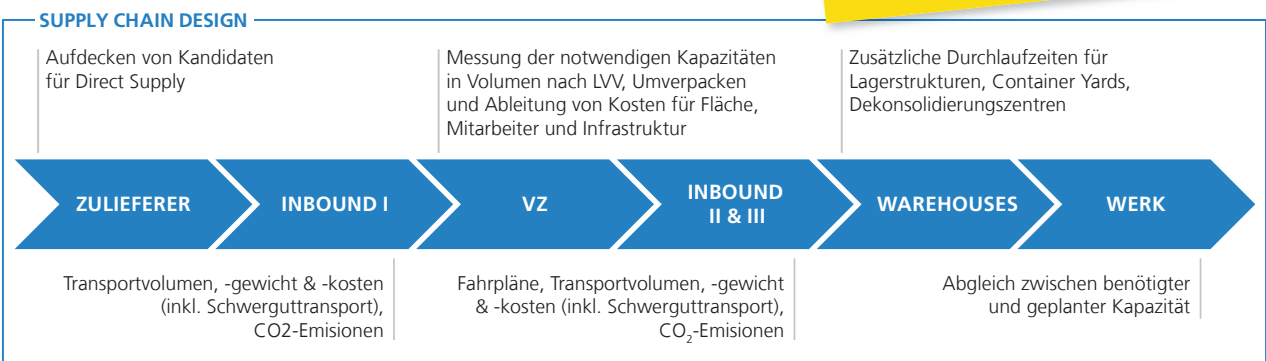 SUPPLY CHAIN DESIGN
Aufdecken von Kandidaten
für Direct Supply
Messung der notwendigen Kapazitäten
in Volumen nach LVV, Umverpacken
und Ableitung von Kosten für Fläche,
Mitarbeiter und Infrastruktur
Zusätzliche Durchlaufzeiten für
Lagerstrukturen, Container Yards,
Dekonsolidierungszentren
ZULIEFERER
INBOUND I
VZ
INBOUND
II & III
WAREHOUSES
WERK
Transportvolumen, -gewicht & -kosten
(inkl. Schwerguttransport),
CO2-Emisionen
Fahrpläne, Transportvolumen, -gewicht
& -kosten (inkl. Schwerguttransport),
CO₂-Emisionen
Abgleich zwischen benötigter
und geplanter Kapazität